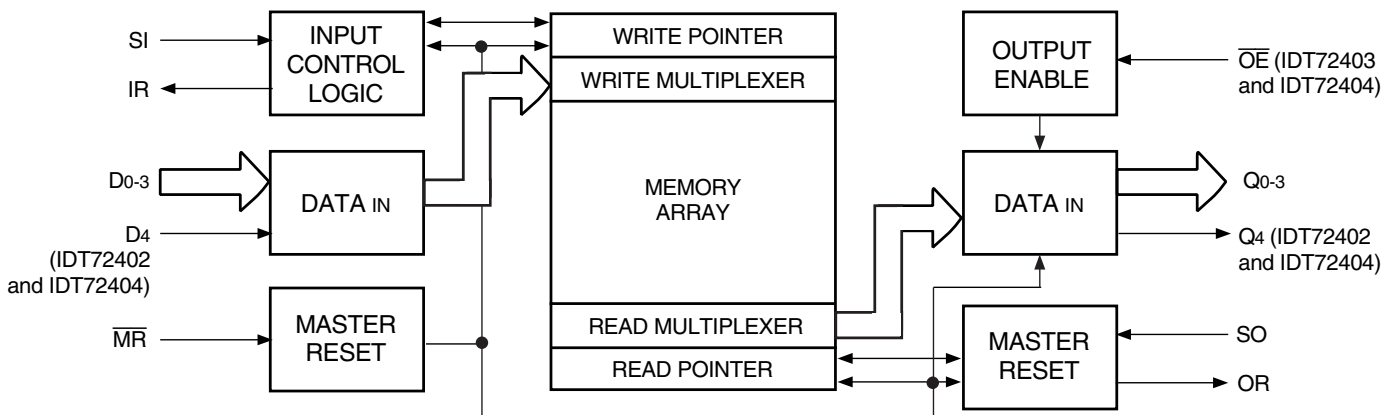 SI
IR
INPUT
CONTROL
LOGIC
WRITE POINTER
WRITE MULTIPLEXER
MEMORY
ARRAY
READ MULTIPLEXER
READ POINTER
OUTPUT
ENABLE
OE (IDT72403
and IDT72404)
D0-3
D4
(IDT72402
and IDT72404)
DATA IN
DATA IN
Q0-3
Q4 (IDT72402
and IDT72404)
MR
MASTER
RESET
MASTER
RESET
SO
OR